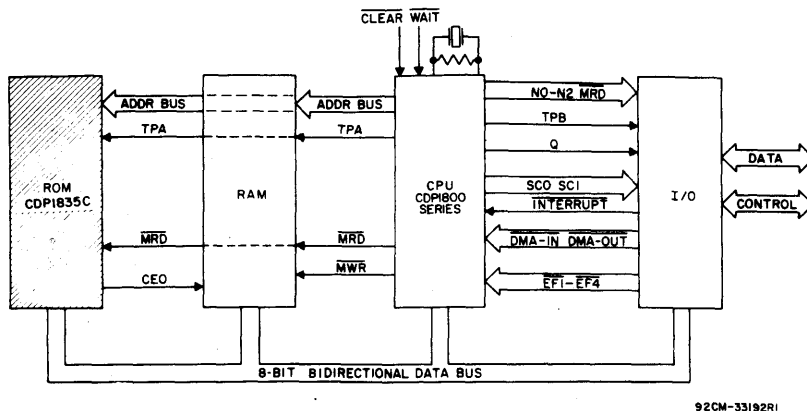 CLEAR WAIT
ADDR BUS
ADDR BUS
NO-N2 MRD
TPA
TPA
TPB
Q
DATA
ROM
CDP1835C
RAM
CPU
CDP1800
SERIES
SCO SCI
I/O
INTERRUPT
CONTROL
MRD
MRD
DMA-IN DMA-OUT
MWR
CEO
EF1-EF4
8-BIT BIDIRECTIONAL DATA BUS
92CM-33192R1